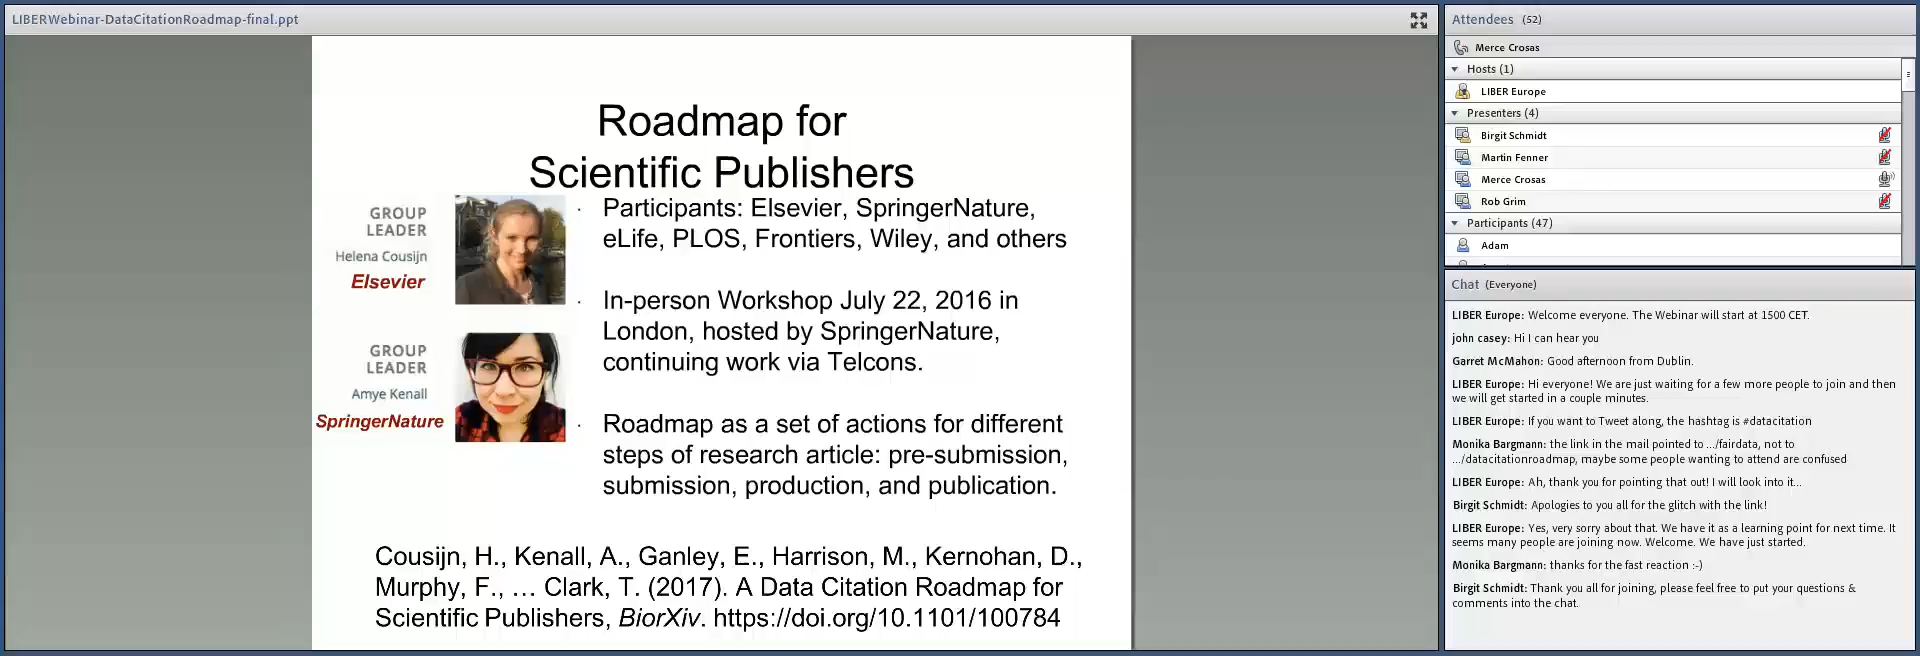 LIBERWebinar-DataCitationRoadmap-final.ppt
Roadmap for
Scientific Publishers
GROUP
LEADER
Helena Cousijn
Elsevier
GROUP
LEADER
Amye Kenall
SpringerNature
· Participants: Elsevier, SpringerNature,
eLife, PLOS, Frontiers, Wiley, and others
· In-person Workshop July 22, 2016 in
London, hosted by SpringerNature,
continuing work via Telcons.
· Roadmap as a set of actions for different
steps of research article: pre-submission,
submission, production, and publication.
Cousijn, H., Kenall, A., Ganley, E., Harrison, M., Kernohan, D.,
Murphy, F., … Clark, T. (2017). A Data Citation Roadmap for
Scientific Publishers, BiorXiv. https://doi.org/10.1101/100784
Attendees (52)
Merce Crosas
Hosts (1)
LIBER Europe
Presenters (4)
Birgit Schmidt
Martin Fenner
Merce Crosas
Rob Grim
Participants (47)
Adam
Chat (Everyone)
LIBER Europe: Welcome everyone. The Webinar will start at 1500 CET.
john casey: Hi I can hear you
Garret McMahon: Good afternoon from Dublin.
LIBER Europe: Hi everyone! We are just waiting for a few more people to join and then
we will get started in a couple minutes.
LIBER Europe: If you want to Tweet along, the hashtag is #datacitation
Monika Bargmann: the link in the mail pointed to .../fairdata, not to
.../datacitationroadmap, maybe some people wanting to attend are confused
LIBER Europe: Ah, thank you for pointing that out! I will look into it...
Birgit Schmidt: Apologies to you all for the glitch with the link!
LIBER Europe: Yes, very sorry about that. We have it as a learning point for next time. It
seems many people are joining now. Welcome. We have just started.
Monika Bargmann: thanks for the fast reaction :-)
Birgit Schmidt: Thank you all for joining, please feel free to put your questions &
comments into the chat.